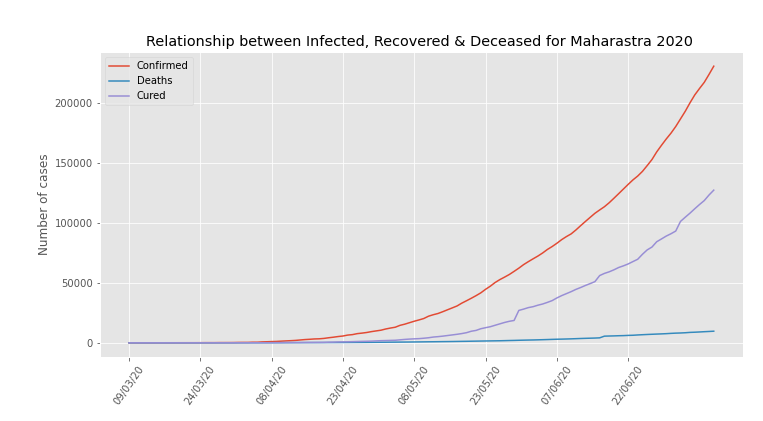 Relationship between Infected, Recovered & Deceased for Maharastra 2020
Confirmed
Deaths
Cured
Number of cases
200000
150000
100000
50000
0
09/03/20
24/03/20
08/04/20
23/04/20
08/05/20
23/05/20
07/06/20
22/06/20